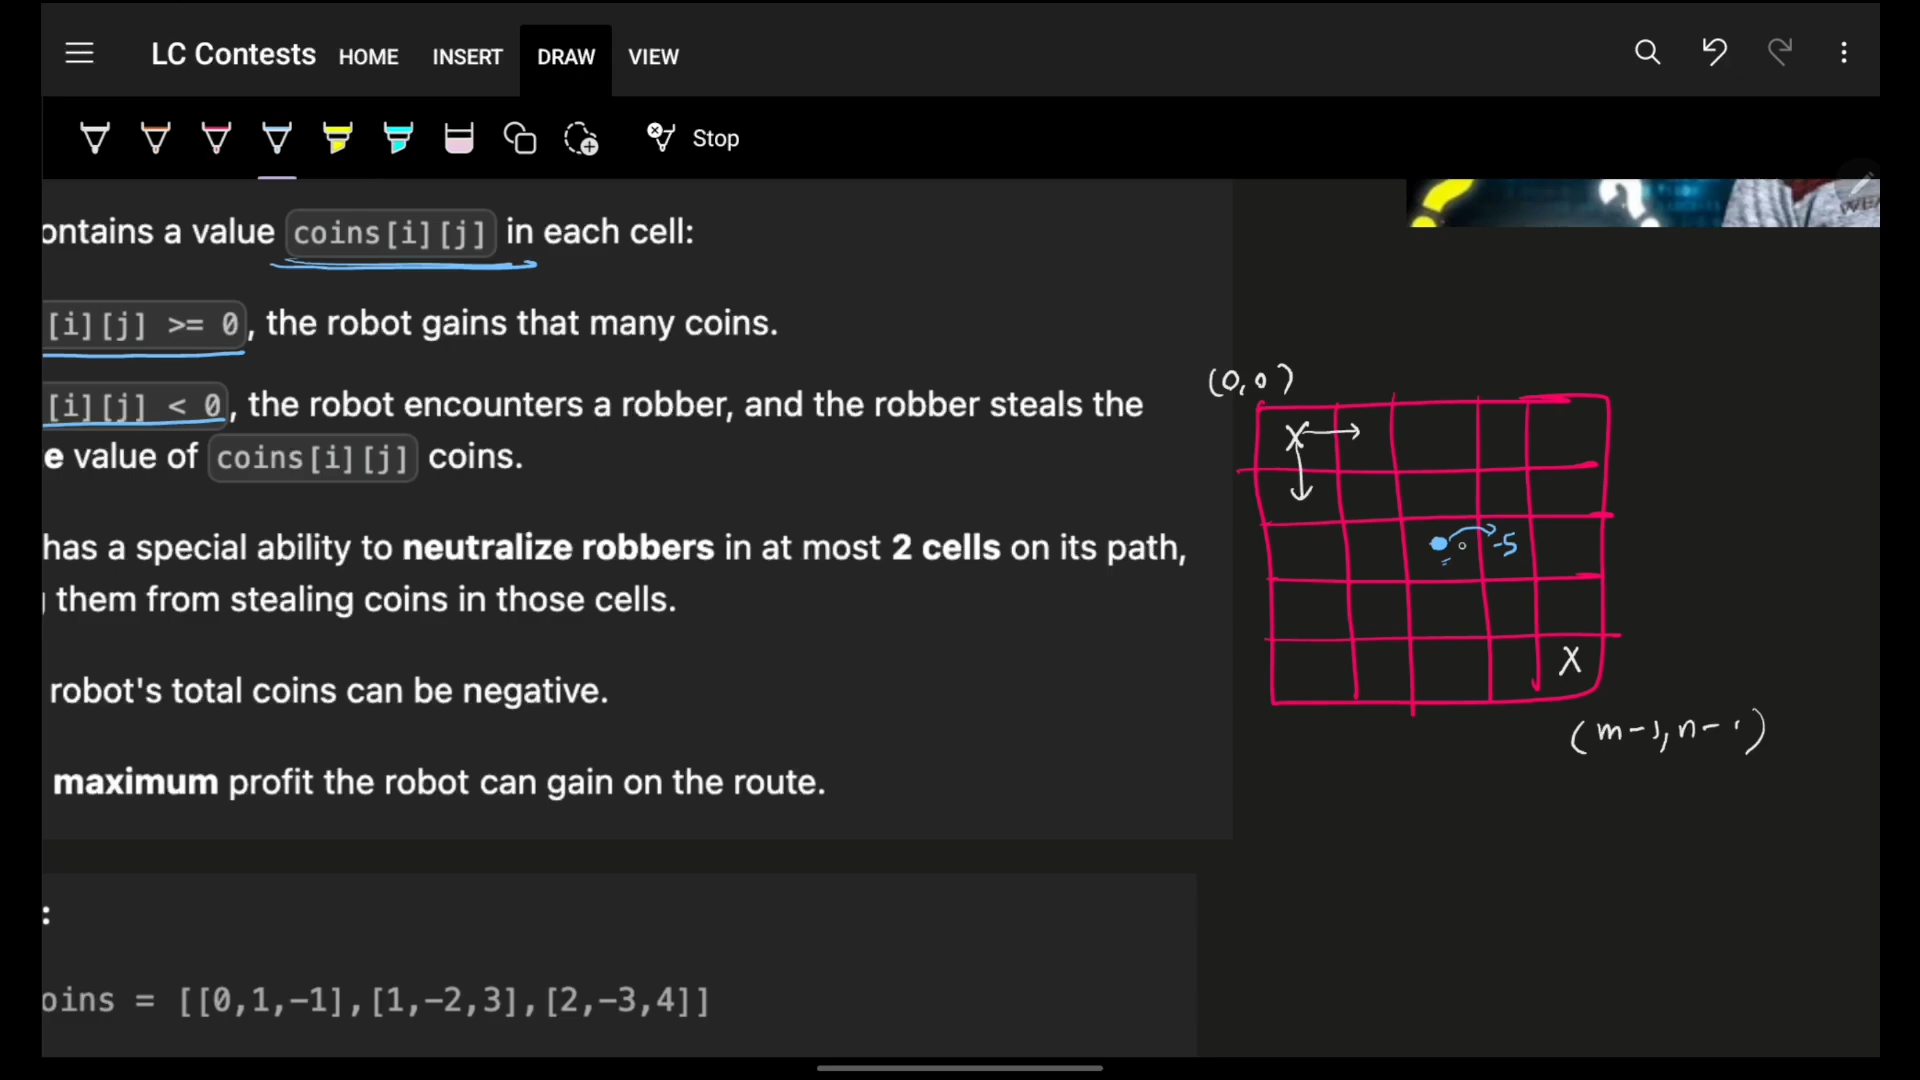 LC Contests HOME INSERT DRAW VIEW
Stop
ontains a value coins[i][j] in each cell:
[i][j] >= 0, the robot gains that many coins.
[i][j] < 0, the robot encounters a robber, and the robber steals the
e value of coins[i][j] coins.
has a special ability to neutralize robbers in at most 2 cells on its path,
them from stealing coins in those cells.
robot's total coins can be negative.
maximum profit the robot can gain on the route.
:
oins = [[0,1,-1],[1,-2,3],[2,-3,4]]
(0,0)
X
-5
X
(m-1,n-1)